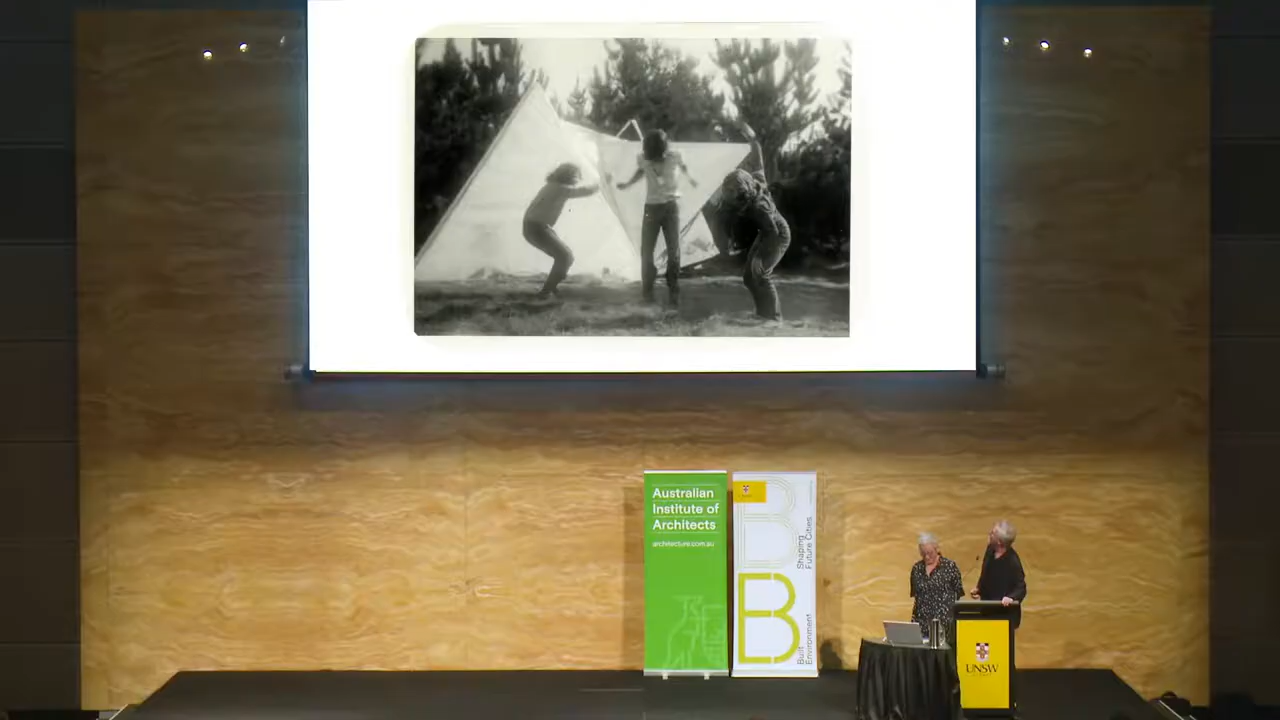 Australian
Institute of
Architects
architecture.com.au
B
B
Built
Environment
Shaping
Future Cities
UNSW